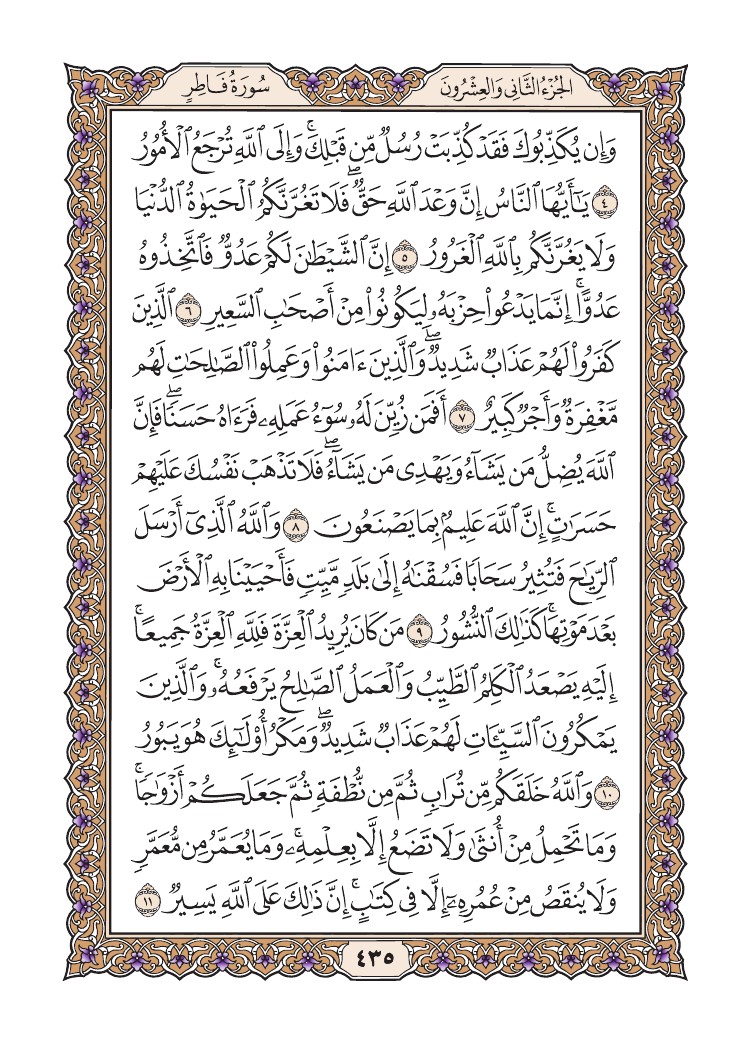 الجُزْءُ الثَّانِي وَالعِشْرُونَ
سُورَةُ فَاطِرٍ
وَإِن يُكَذِّبُوكَ فَقَدْ كُذِّبَتْ رُسُلٌ مِّن قَبْلِكَۚ وَإِلَى ٱللَّهِ تُرْجَعُ ٱلْأُمُورُ
٤ يَٰٓأَيُّهَا ٱلنَّاسُ إِنَّ وَعْدَ ٱللَّهِ حَقٌّۖ فَلَا تَغُرَّنَّكُمُ ٱلْحَيَوٰةُ ٱلدُّنْيَا
وَلَا يَغُرَّنَّكُم بِٱللَّهِ ٱلْغَرُورُ ٥ إِنَّ ٱلشَّيْطَٰنَ لَكُمْ عَدُوٌّ فَٱتَّخِذُوهُ
عَدُوًّاۚ إِنَّمَا يَدْعُوا۟ حِزْبَهُۥ لِيَكُونُوا۟ مِنْ أَصْحَٰبِ ٱلسَّعِيرِ ٦ ٱلَّذِينَ
كَفَرُوا۟ لَهُمْ عَذَابٌ شَدِيدٌۖ وَٱلَّذِينَ ءَامَنُوا۟ وَعَمِلُوا۟ ٱلصَّٰلِحَٰتِ لَهُم
مَّغْفِرَةٌ وَأَجْرٌ كَبِيرٌ ٧ أَفَمَن زُيِّنَ لَهُۥ سُوٓءُ عَمَلِهِۦ فَرَءَاهُ حَسَنًاۖ فَإِنَّ
ٱللَّهَ يُضِلُّ مَن يَشَآءُ وَيَهْدِى مَن يَشَآءُۖ فَلَا تَذْهَبْ نَفْسُكَ عَلَيْهِمْ
حَسَرَٰتٍۚ إِنَّ ٱللَّهَ عَلِيمٌۢ بِمَا يَصْنَعُونَ ٨ وَٱللَّهُ ٱلَّذِىٓ أَرْسَلَ
ٱلرِّيَٰحَ فَتُثِيرُ سَحَابًا فَسُقْنَٰهُ إِلَىٰ بَلَدٍ مَّيِّتٍ فَأَحْيَيْنَا بِهِ ٱلْأَرْضَ
بَعْدَ مَوْتِهَاۚ كَذَٰلِكَ ٱلنُّشُورُ ٩ مَن كَانَ يُرِيدُ ٱلْعِزَّةَ فَلِلَّهِ ٱلْعِزَّةُ جَمِيعًاۚ
إِلَيْهِ يَصْعَدُ ٱلْكَلِمُ ٱلطَّيِّبُ وَٱلْعَمَلُ ٱلصَّٰلِحُ يَرْفَعُهُۥۚ وَٱلَّذِينَ
يَمْكُرُونَ ٱلسَّيِّـَٔاتِ لَهُمْ عَذَابٌ شَدِيدٌۖ وَمَكْرُ أُو۟لَٰٓئِكَ هُوَ يَبُورُ
١٠ وَٱللَّهُ خَلَقَكُم مِّن تُرَابٍ ثُمَّ مِن نُّطْفَةٍ ثُمَّ جَعَلَكُمْ أَزْوَٰجًاۚ
وَمَا تَحْمِلُ مِنْ أُنثَىٰ وَلَا تَضَعُ إِلَّا بِعِلْمِهِۦۚ وَمَا يُعَمَّرُ مِن مُّعَمَّرٍ
وَلَا يُنقَصُ مِنْ عُمُرِهِۦٓ إِلَّا فِى كِتَٰبٍۚ إِنَّ ذَٰلِكَ عَلَى ٱللَّهِ يَسِيرٌ ١١
٤٣٥